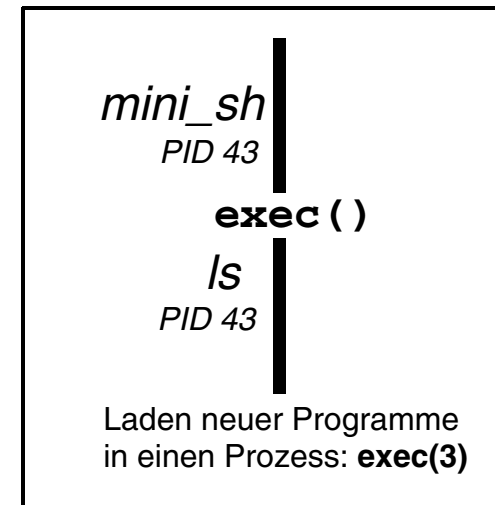 mini_sh
PID 43
exec()
ls
PID 43
Laden neuer Programme
in einen Prozess: exec(3)